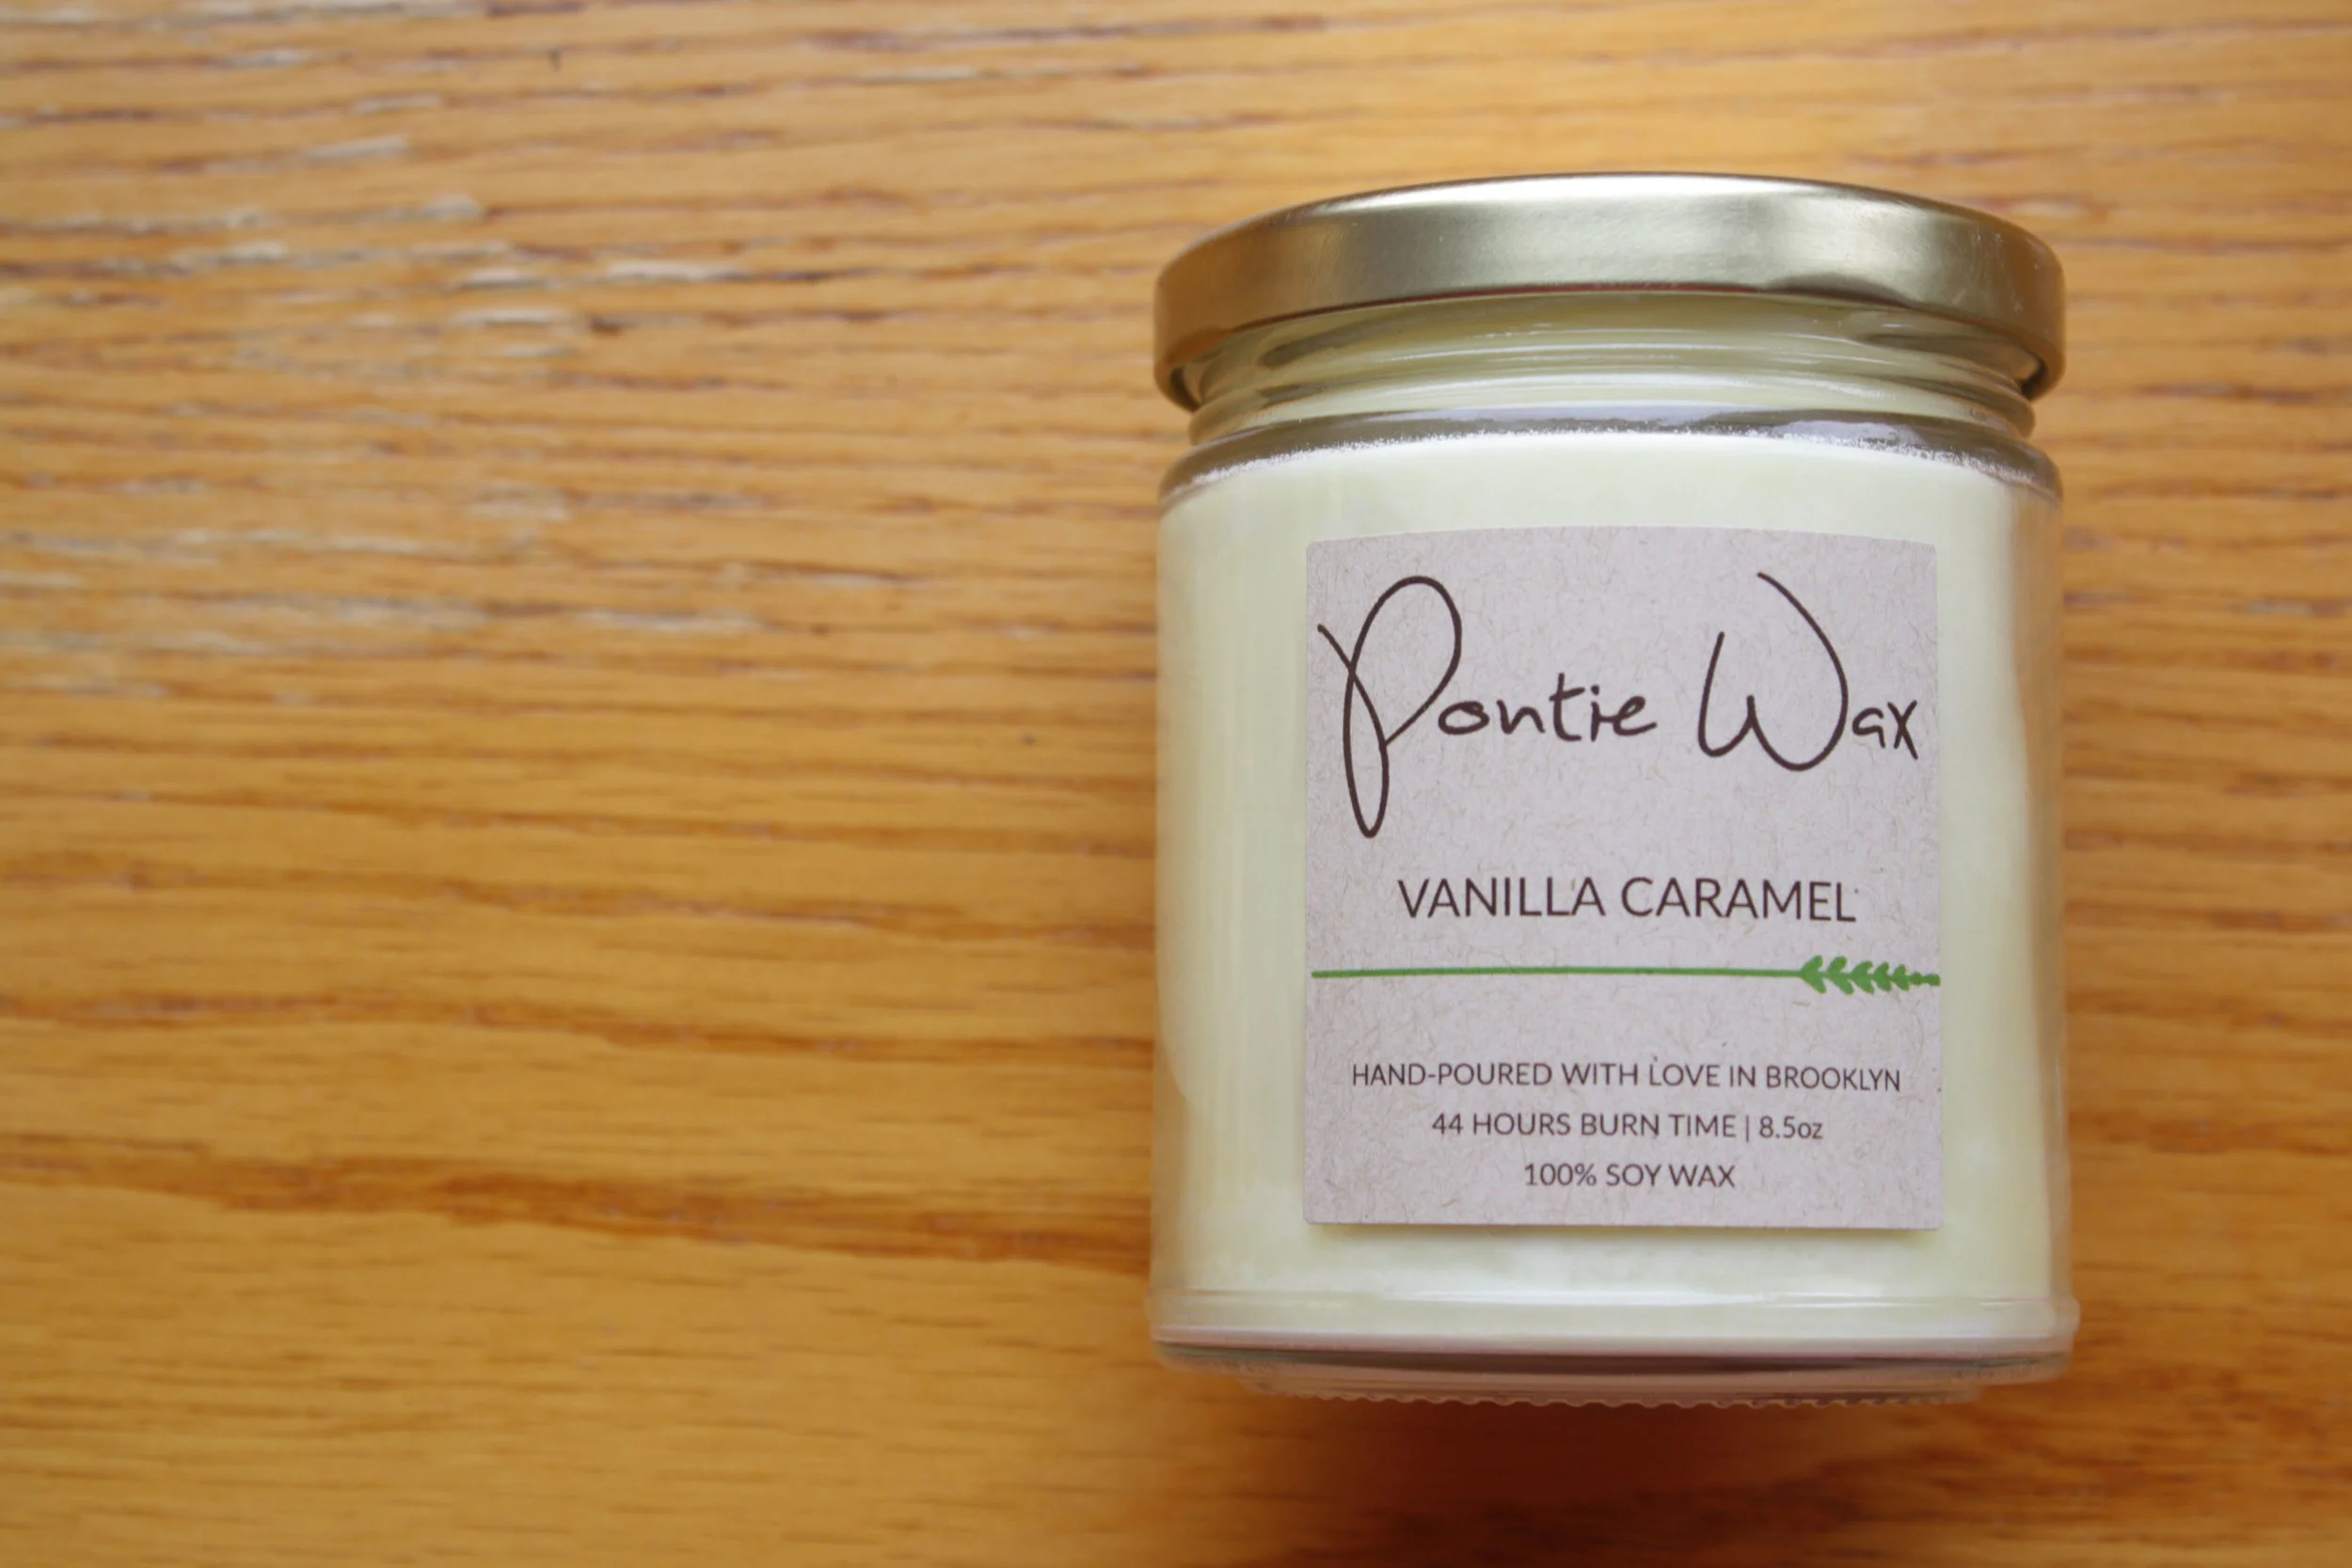 Pontie Wax
VANILLA CARAMEL
HAND-POURED WITH LOVE IN BROOKLYN
44 HOURS BURN TIME | 8.5oz
100% SOY WAX